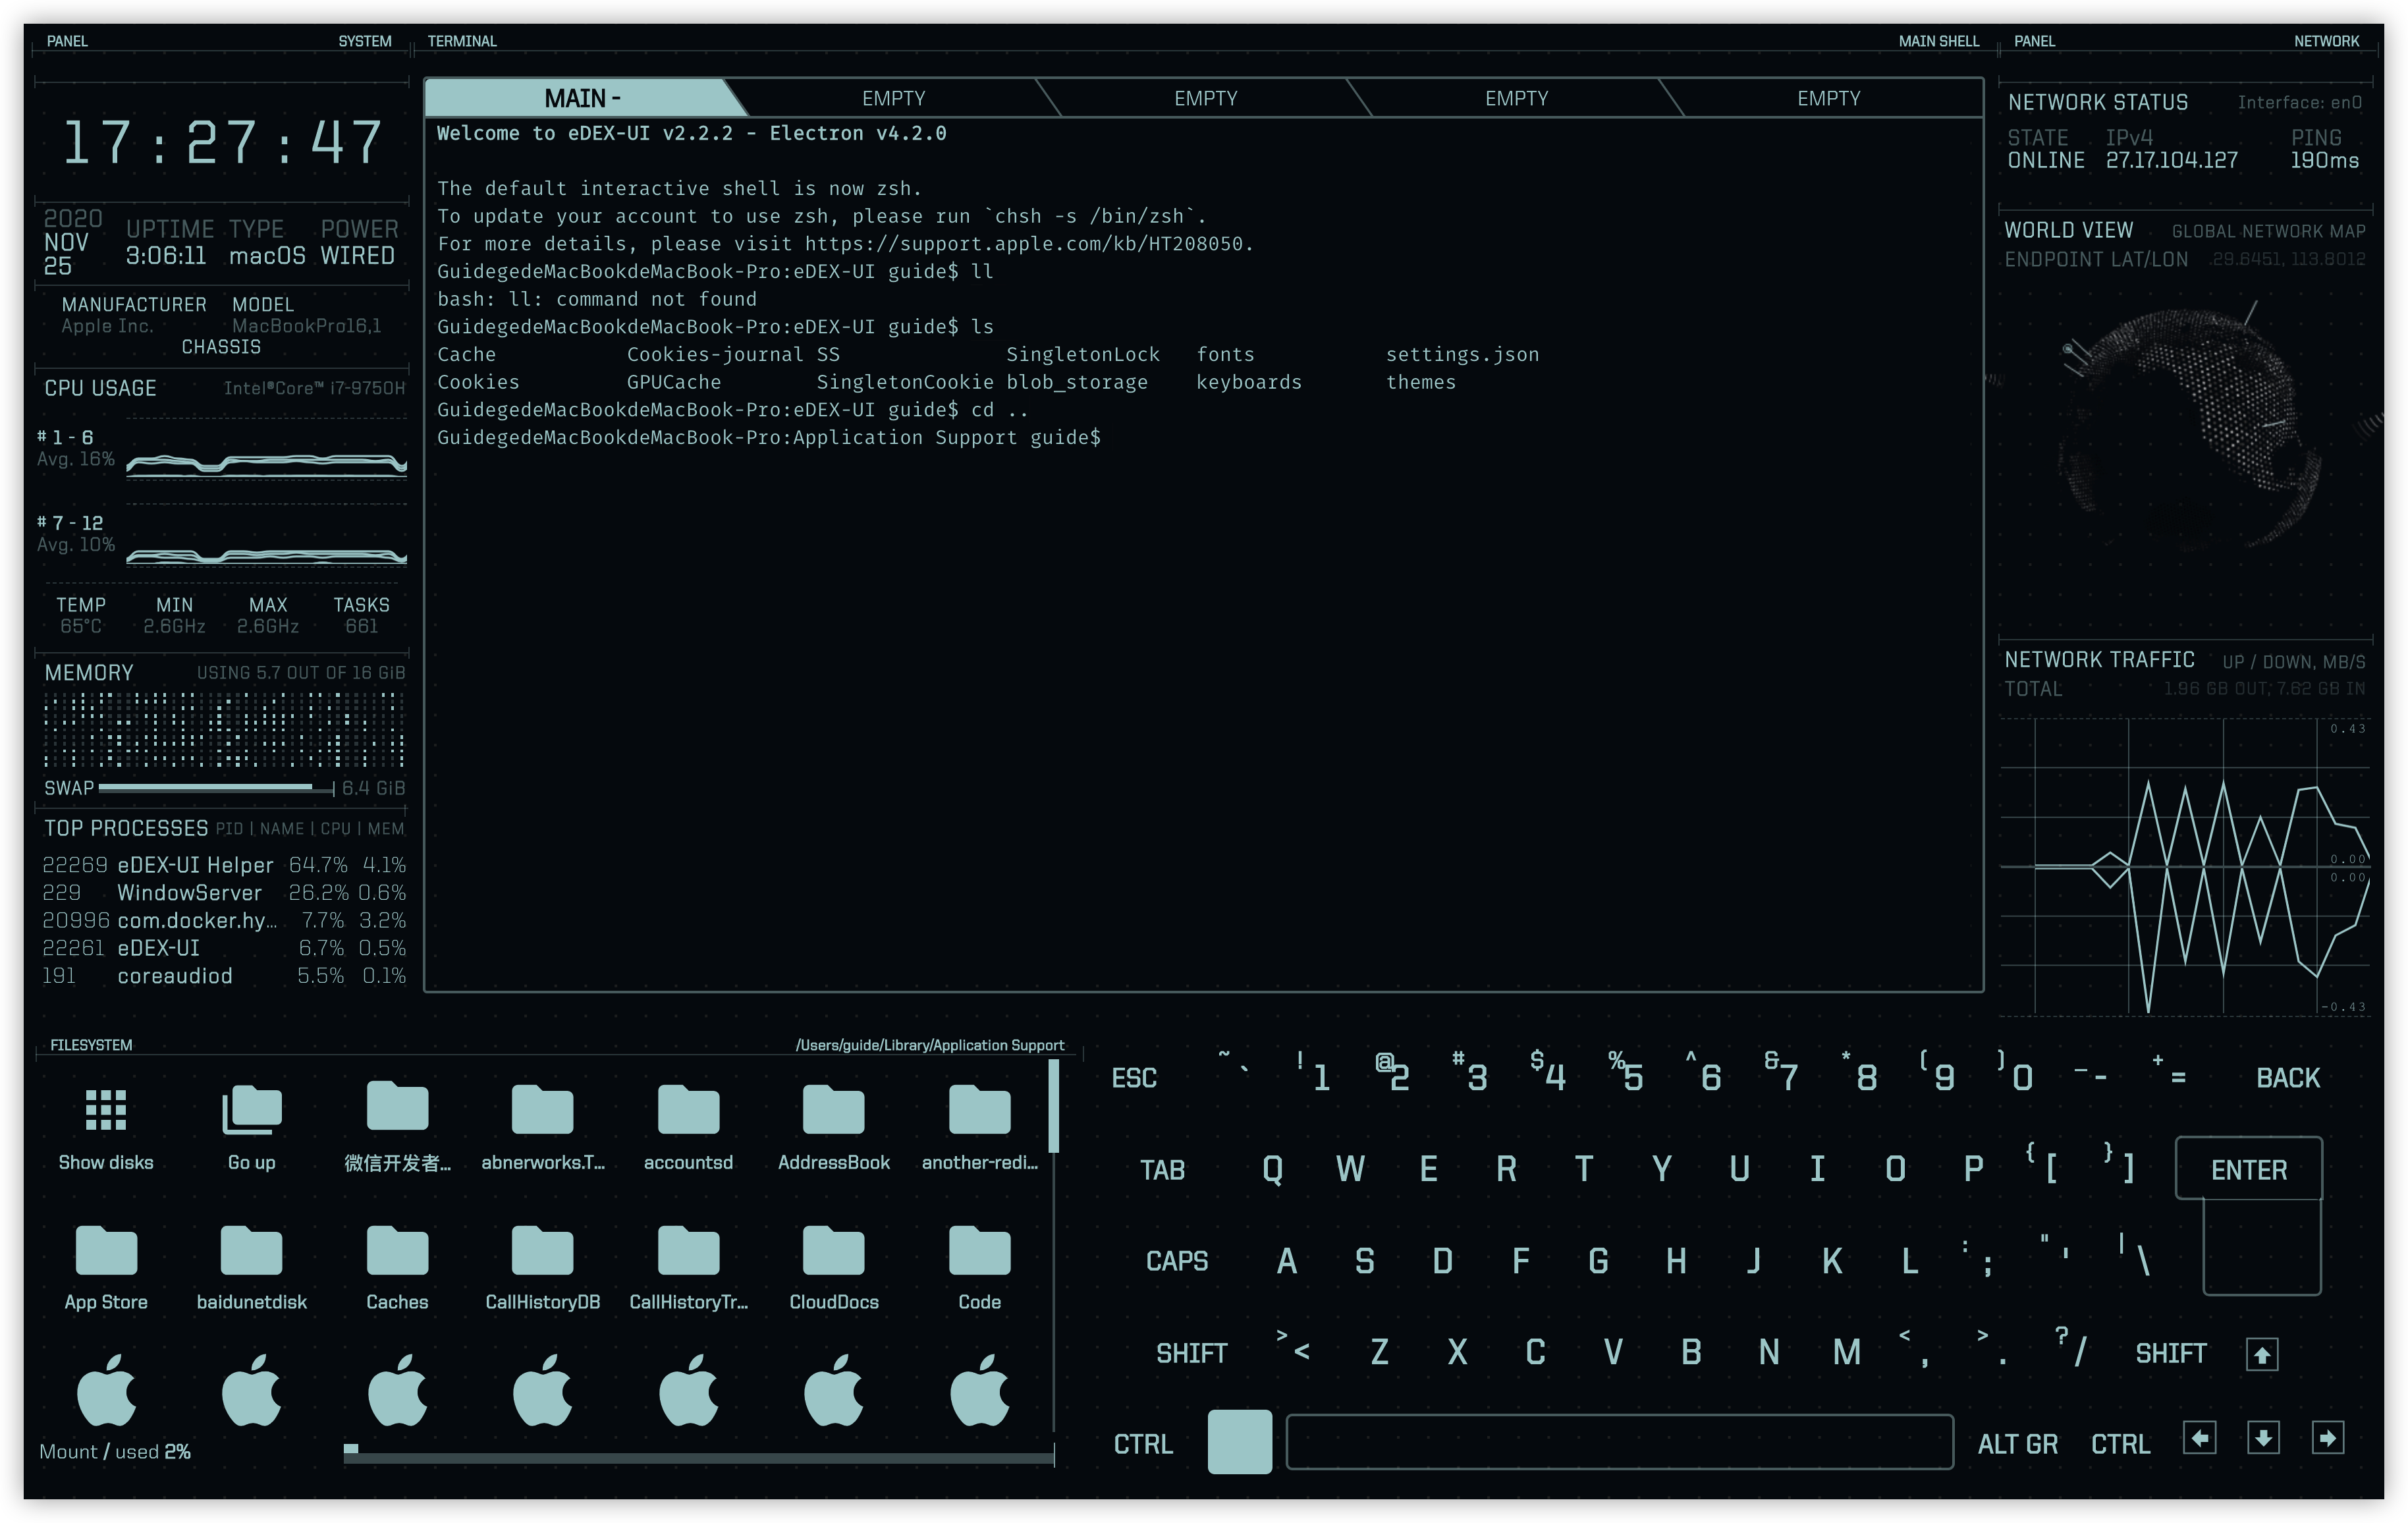 PANEL SYSTEM
TERMINAL MAIN SHELL
PANEL NETWORK
17:27:47
2020
NOV 25
UPTIME TYPE POWER
3:06:11 macOS WIRED
MANUFACTURER MODEL
Apple Inc. MacBookPro16,1
CHASSIS
CPU USAGE Intel®Core™ i7-9750H
# 1 - 6
Avg. 16%
# 7 - 12
Avg. 10%
TEMP MIN MAX TASKS
65°C 2.6GHz 2.6GHz 661
MEMORY USING 5.7 OUT OF 16 GiB
SWAP 6.4 GiB
TOP PROCESSES PID | NAME | CPU | MEM
22269 eDEX-UI Helper 64.7% 4.1%
229 WindowServer 26.2% 0.6%
20996 com.docker.hy... 7.7% 3.2%
22261 eDEX-UI 6.7% 0.5%
191 coreaudiod 5.5% 0.1%
MAIN - EMPTY EMPTY EMPTY EMPTY
Welcome to eDEX-UI v2.2.2 - Electron v4.2.0
The default interactive shell is now zsh.
To update your account to use zsh, please run `chsh -s /bin/zsh`.
For more details, please visit https://support.apple.com/kb/HT208050.
GuidegedeMacBookdeMacBook-Pro:eDEX-UI guide$ ll
bash: ll: command not found
GuidegedeMacBookdeMacBook-Pro:eDEX-UI guide$ ls
Cache Cookies-journal SS SingletonLock fonts settings.json
Cookies GPUCache SingletonCookie blob_storage keyboards themes
GuidegedeMacBookdeMacBook-Pro:eDEX-UI guide$ cd ..
GuidegedeMacBookdeMacBook-Pro:Application Support guide$
NETWORK STATUS Interface: en0
STATE IPv4 PING
ONLINE 27.17.104.127 190ms
WORLD VIEW GLOBAL NETWORK MAP
ENDPOINT LAT/LON 29.6451, 113.8012
NETWORK TRAFFIC UP / DOWN, MB/S
TOTAL 1.96 GB OUT, 7.62 GB IN
0.43
0.00
0.00
-0.43
FILESYSTEM /Users/guide/Library/Application Support
Show disks Go up 微信开发者... abnerworks.T... accountsd AddressBook another-redi...
App Store baidunetdisk Caches CallHistoryDB CallHistoryTr... CloudDocs Code
Mount / used 2%
ESC ~ ` ! 1 @ 2 # 3 $ 4 % 5 ^ 6 & 7 * 8 ( 9 ) 0 _ - + = BACK
TAB Q W E R T Y U I O P { [ } ] ENTER
CAPS A S D F G H J K L : ; " ' | \
SHIFT > < Z X C V B N M < , > . ? / SHIFT
CTRL ALT GR CTRL